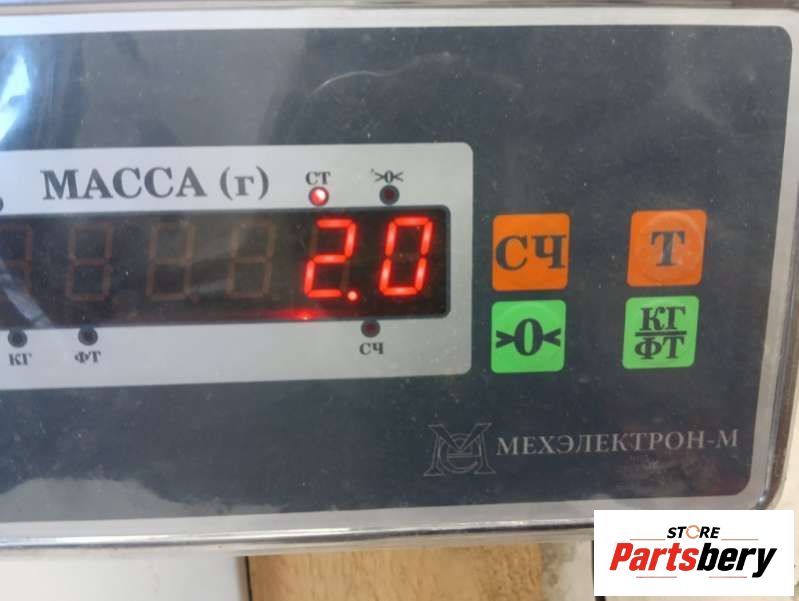 МАССА (г)
СТ
>0<
2.0
СЧ
Т
КГ
ФТ
СЧ
>0<
КГ
ФТ
МЕХЭЛЕКТРОН-М
STORE
Partsbery